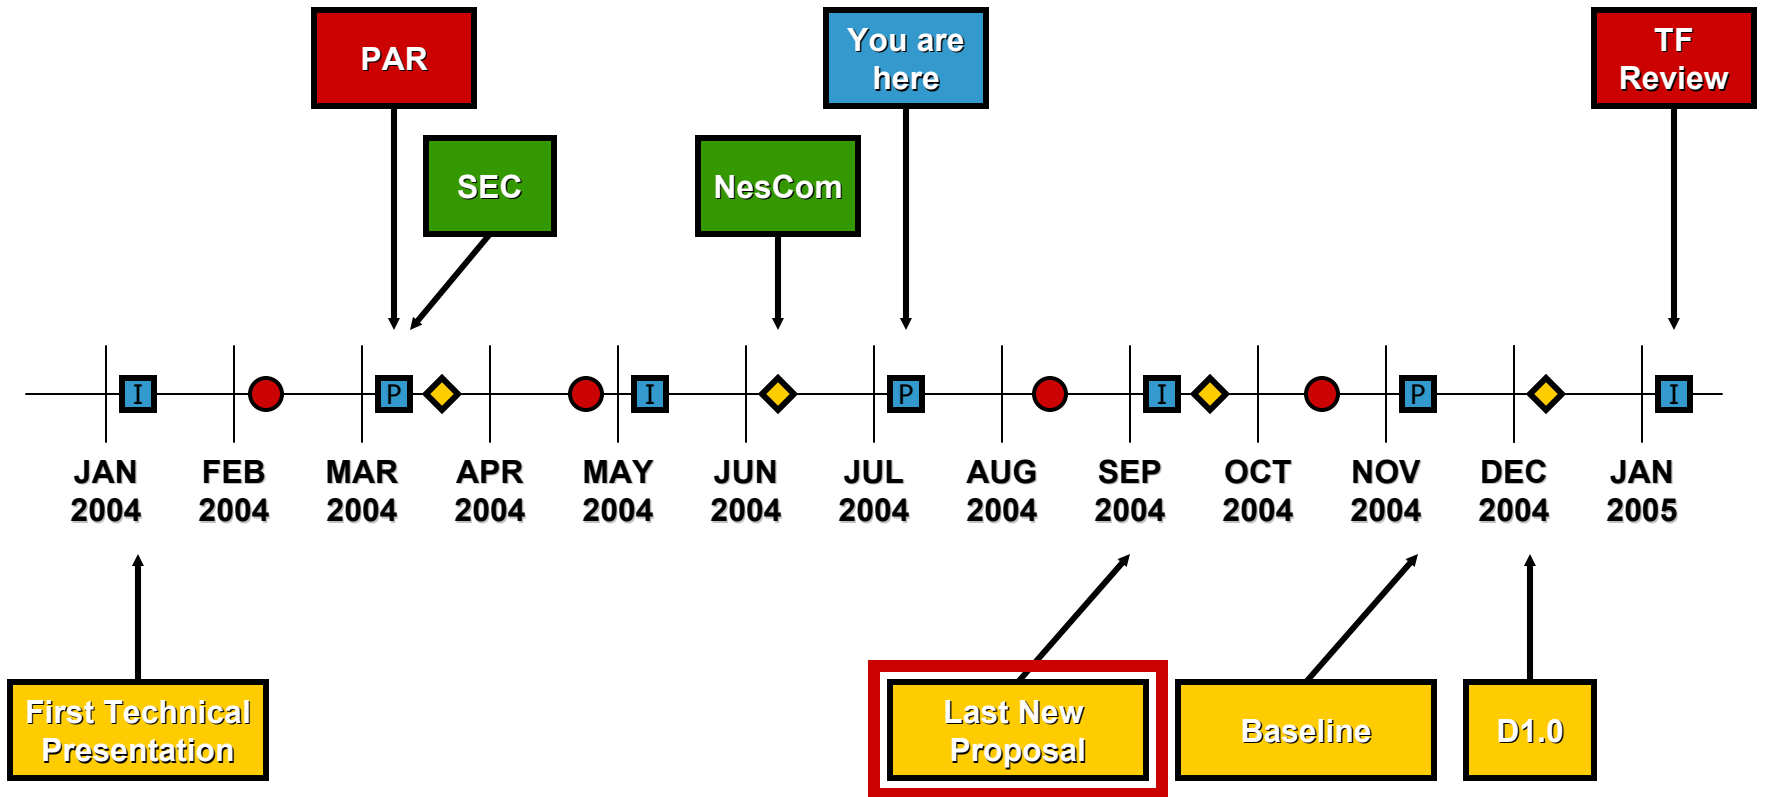 PAR
You are
here
TF
Review
SEC
NesCom
I
P
I
P
I
P
I
JAN
2004
FEB
2004
MAR
2004
APR
2004
MAY
2004
JUN
2004
JUL
2004
AUG
2004
SEP
2004
OCT
2004
NOV
2004
DEC
2004
JAN
2005
First Technical
Presentation
Last New
Proposal
Baseline
D1.0